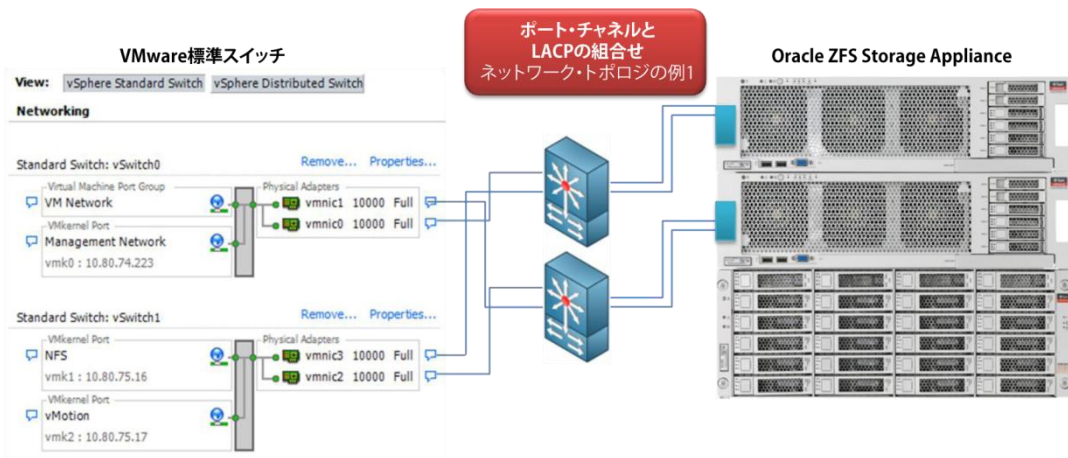 ポート・チャネルと
LACPの組合せ
ネットワーク・トポロジの例1
VMware標準スイッチ
Oracle ZFS Storage Appliance
View: vSphere Standard Switch vSphere Distributed Switch
Networking
Standard Switch: vSwitch0 Remove... Properties...
Virtual Machine Port Group
VM Network
Physical Adapters
vmnic1 10000 Full
vmnic0 10000 Full
VMkernel Port
Management Network
vmk0 : 10.80.74.223
Standard Switch: vSwitch1 Remove... Properties...
VMkernel Port
NFS
vmk1 : 10.80.75.16
Physical Adapters
vmnic3 10000 Full
vmnic2 10000 Full
VMkernel Port
vMotion
vmk2 : 10.80.75.17